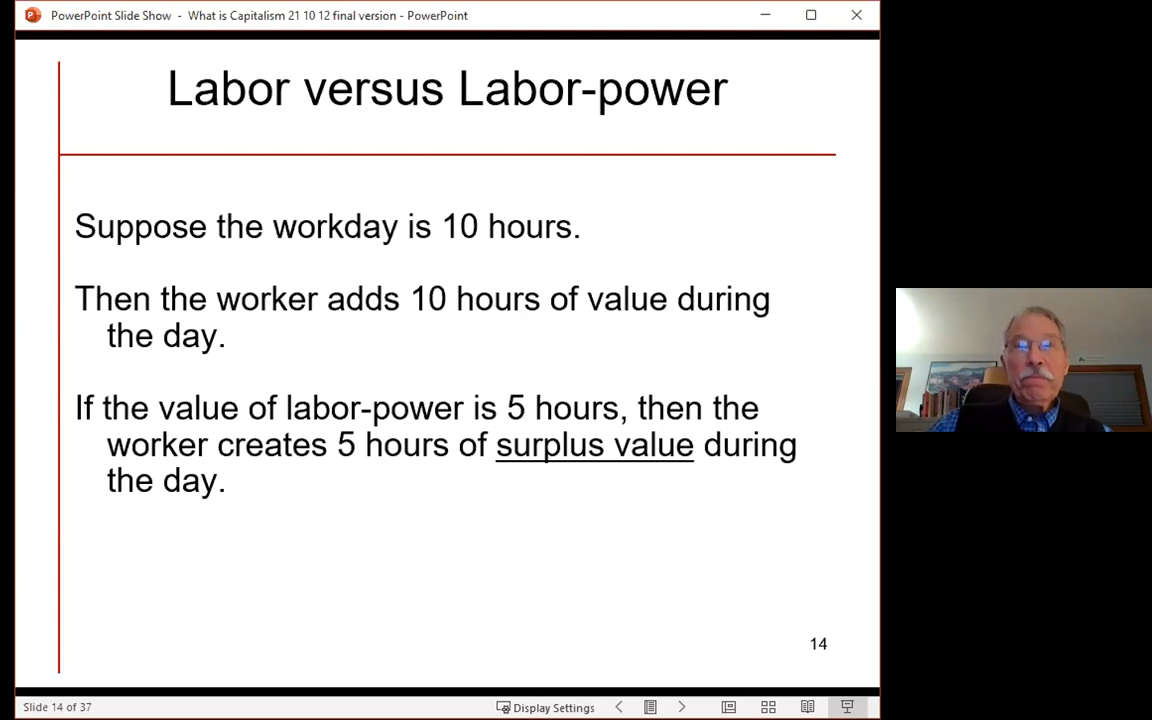 PowerPoint Slide Show - What is Capitalism 21 10 12 final version - PowerPoint
Labor versus Labor-power
Suppose the workday is 10 hours.
Then the worker adds 10 hours of value during
the day.
If the value of labor-power is 5 hours, then the
worker creates 5 hours of surplus value during
the day.
14
Slide 14 of 37
Display Settings